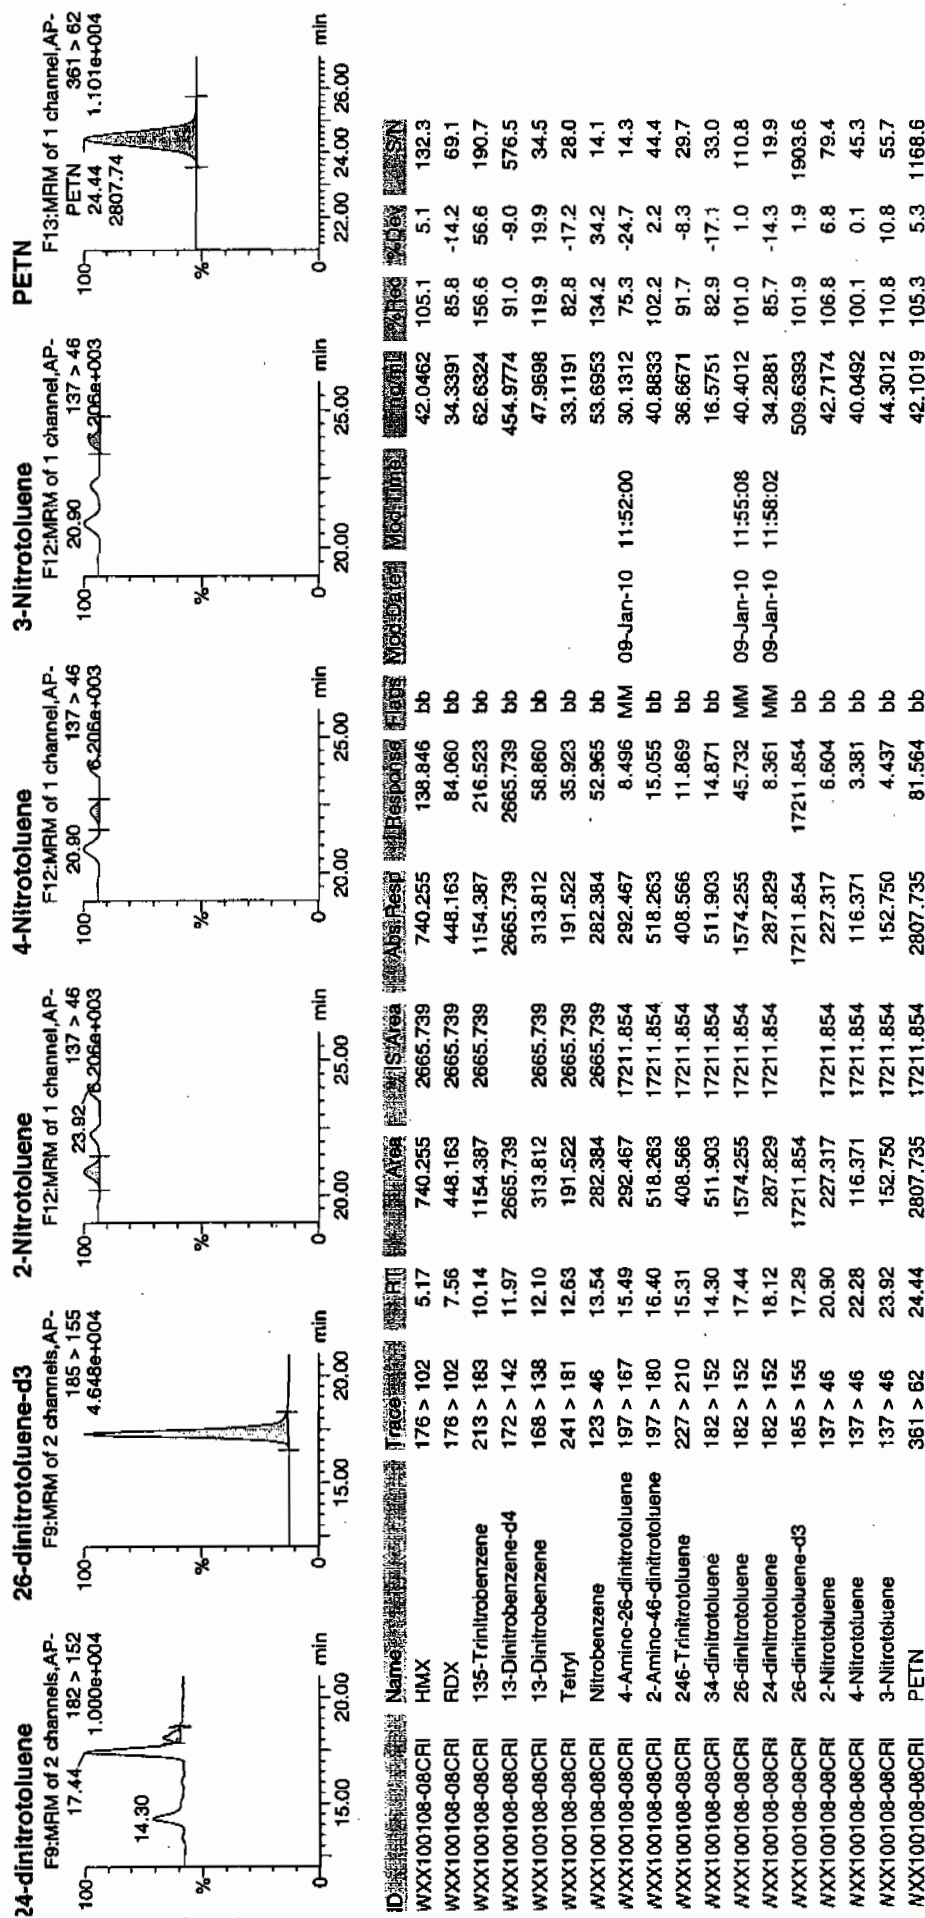 24-dinitrotoluene
F9:MRM of 2 channels,AP-
182 > 152
1.000e+004
17.44
14.30
100
%
0
15.00 20.00 min
26-dinitrotoluene-d3
F9:MRM of 2 channels,AP-
185 > 155
4.648e+004
100
%
0
15.00 20.00 min
2-Nitrotoluene
F12:MRM of 1 channel,AP-
137 > 46
6.206e+003
23.92
100
%
0
20.00 25.00 min
4-Nitrotoluene
F12:MRM of 1 channel,AP-
137 > 46
6.206e+003
20.90
100
%
0
20.00 25.00 min
3-Nitrotoluene
F12:MRM of 1 channel,AP-
137 > 46
6.206e+003
20.90
100
%
0
20.00 25.00 min
PETN
F13:MRM of 1 channel,AP-
PETN 361 > 62
24.44 1.101e+004
2807.74
100
%
0
22.00 24.00 26.00 min
ID Name Trace RT Area IS Area Abs.Resp Response Flags Mod.Date Mod.Time ng/ml %Rec %Dev S/N
WXX100108-08CRI HMX 176 > 102 5.17 740.255 2665.739 740.255 138.846 bb 42.0462 105.1 5.1 132.3
WXX100108-08CRI RDX 176 > 102 7.56 448.163 2665.739 448.163 84.060 bb 34.3391 85.8 -14.2 69.1
WXX100108-08CRI 135-Trinitrobenzene 213 > 183 10.14 1154.387 2665.739 1154.387 216.523 bb 62.6324 156.6 56.6 190.7
WXX100108-08CRI 13-Dinitrobenzene-d4 172 > 142 11.97 2665.739 2665.739 2665.739 bb 454.9774 91.0 -9.0 576.5
WXX100108-08CRI 13-Dinitrobenzene 168 > 138 12.10 313.812 2665.739 313.812 58.860 bb 47.9698 119.9 19.9 34.5
WXX100108-08CRI Tetryl 241 > 181 12.63 191.522 2665.739 191.522 35.923 bb 33.1191 82.8 -17.2 28.0
WXX100108-08CRI Nitrobenzene 123 > 46 13.54 282.384 2665.739 282.384 52.965 bb 53.6953 134.2 34.2 14.1
WXX100108-08CRI 4-Amino-26-dinitrotoluene 197 > 167 15.49 292.467 17211.854 292.467 8.496 MM 09-Jan-10 11:52:00 30.1312 75.3 -24.7 14.3
WXX100108-08CRI 2-Amino-46-dinitrotoluene 197 > 180 16.40 518.263 17211.854 518.263 15.055 bb 40.8833 102.2 2.2 44.4
WXX100108-08CRI 246-Trinitrotoluene 227 > 210 15.31 408.566 17211.854 408.566 11.869 bb 36.6671 91.7 -8.3 29.7
WXX100108-08CRI 34-dinitrotoluene 182 > 152 14.30 511.903 17211.854 511.903 14.871 bb 16.5751 82.9 -17.1 33.0
WXX100108-08CRI 26-dinitrotoluene 182 > 152 17.44 1574.255 17211.854 1574.255 45.732 MM 09-Jan-10 11:55:08 40.4012 101.0 1.0 110.8
WXX100108-08CRI 24-dinitrotoluene 182 > 152 18.12 287.829 17211.854 287.829 8.361 MM 09-Jan-10 11:58:02 34.2881 85.7 -14.3 19.9
WXX100108-08CRI 26-dinitrotoluene-d3 185 > 155 17.29 17211.854 17211.854 17211.854 bb 509.6393 101.9 1.9 1903.6
WXX100108-08CRI 2-Nitrotoluene 137 > 46 20.90 227.317 17211.854 227.317 6.604 bb 42.7174 106.8 6.8 79.4
WXX100108-08CRI 4-Nitrotoluene 137 > 46 22.28 116.371 17211.854 116.371 3.381 bb 40.0492 100.1 0.1 45.3
WXX100108-08CRI 3-Nitrotoluene 137 > 46 23.92 152.750 17211.854 152.750 4.437 bb 44.3012 110.8 10.8 55.7
WXX100108-08CRI PETN 361 > 62 24.44 2807.735 17211.854 2807.735 81.564 bb 42.1019 105.3 5.3 1168.6